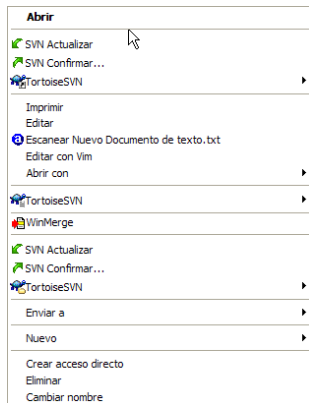 Abrir
SVN Actualizar
SVN Confirmar...
TortoiseSVN
Imprimir
Editar
Escanear Nuevo Documento de texto.txt
Editar con Vim
Abrir con
TortoiseSVN
WinMerge
SVN Actualizar
SVN Confirmar...
TortoiseSVN
Enviar a
Nuevo
Crear acceso directo
Eliminar
Cambiar nombre